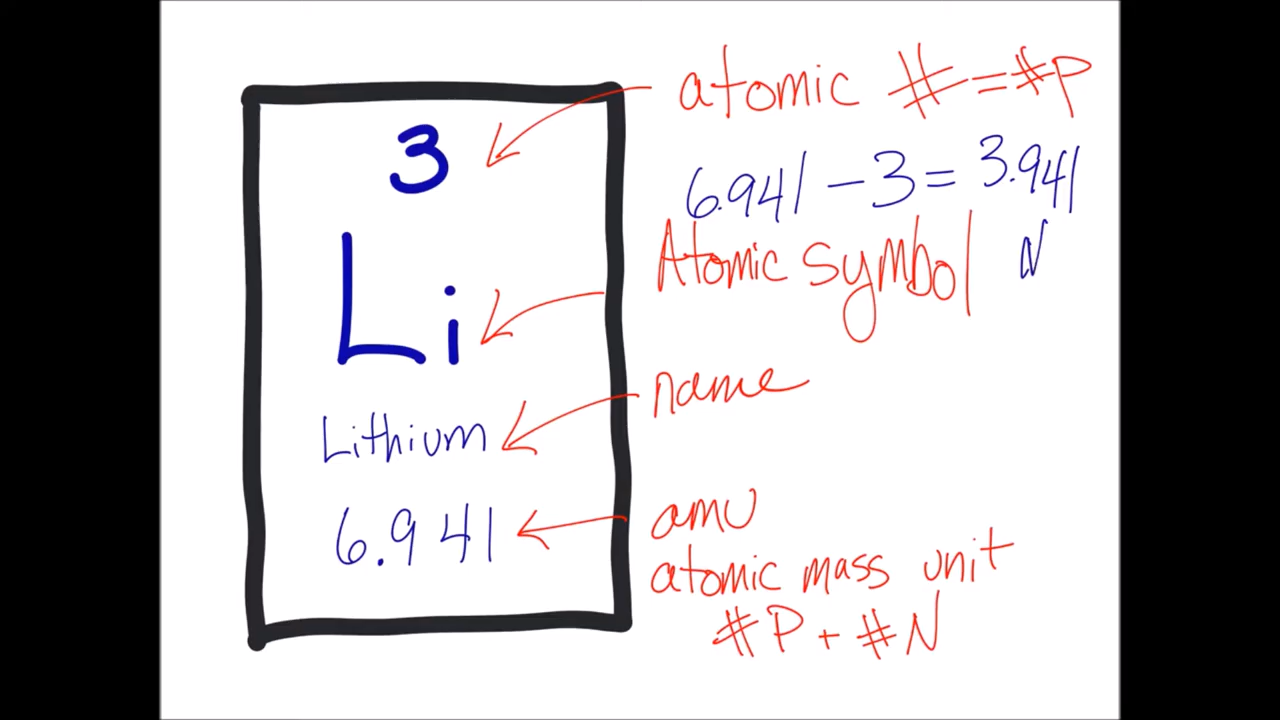 3
Li
Lithium
6.941
atomic # = #P
6.941 - 3 = 3.941
N
Atomic symbol
name
amu
atomic mass unit
#P + #N